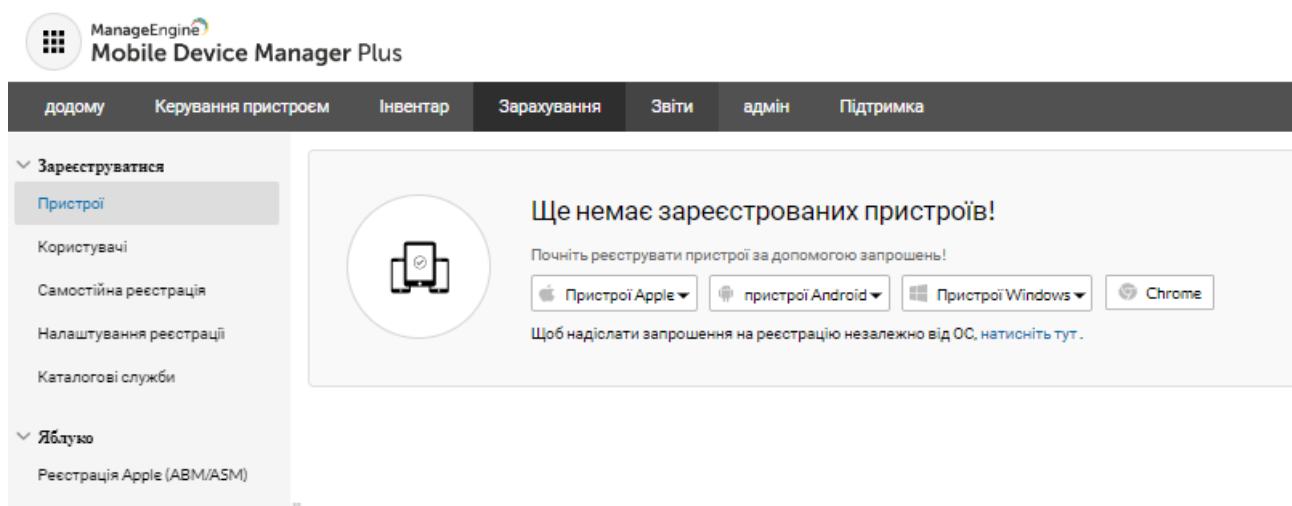 ManageEngine
Mobile Device Manager Plus
додому Керування пристроєм Інвентар Зарахування Звіти адмін Підтримка
Зареєструватися
Пристрої
Користувачі
Самостійна реєстрація
Налаштування реєстрації
Каталогові служби
Яблуко
Реєстрація Apple (ABM/ASM)
Ще немає зареєстрованих пристроїв!
Почніть реєструвати пристрої за допомогою запрошень!
Пристрої Apple пристрої Android Пристрої Windows Chrome
Щоб надіслати запрошення на реєстрацію незалежно від ОС, натисніть тут .